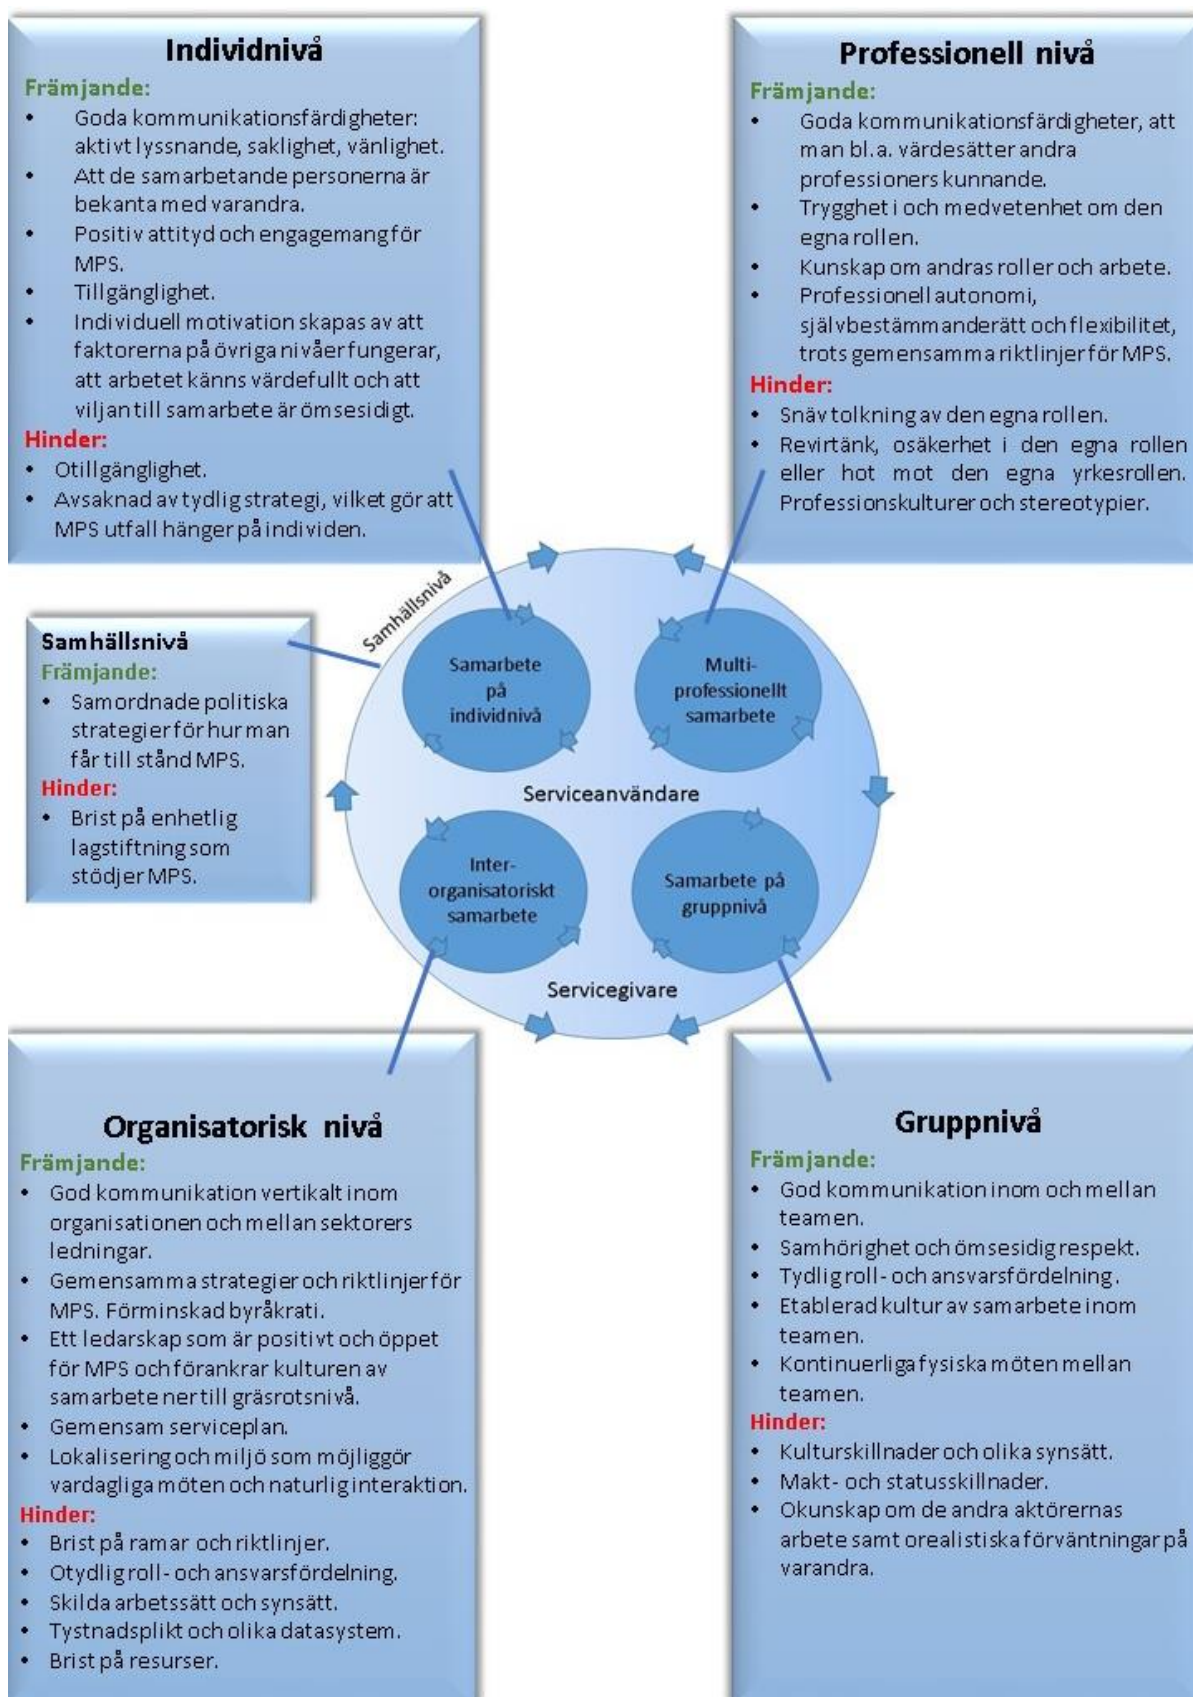 Individnivå
Främjande:
• Goda kommunikationsfärdigheter:
aktivt lyssnande, saklighet, vänlighet.
• Att de samarbetande personerna är
bekanta med varandra.
• Positiv attityd och engagemang för
MPS.
• Tillgänglighet.
• Individuell motivation skapas av att
faktorerna på övriga nivåer fungerar,
att arbetet känns värdefullt och att
viljan till samarbete är ömsesidigt.
Hinder:
• Otillgänglighet.
• Avsaknad av tydlig strategi, vilket gör att
MPS utfall hänger på individen.
Professionell nivå
Främjande:
• Goda kommunikationsfärdigheter, att
man bl.a. värdesätter andra
professioners kunnande.
• Trygghet i och medvetenhet om den
egna rollen.
• Kunskap om andras roller och arbete.
• Professionell autonomi,
självbestämmanderätt och flexibilitet,
trots gemensamma riktlinjer för MPS.
Hinder:
• Snäv tolkning av den egna rollen.
• Revirtänk, osäkerhet i den egna rollen
eller hot mot den egna yrkesrollen.
Professionskulturer och stereotypier.
Samhällsnivå
Främjande:
• Samordnade politiska
strategier för hur man
får till stånd MPS.
Hinder:
• Brist på enhetlig
lagstiftning som
stödjer MPS.
Samhällsnivå
Samarbete
på
individnivå
Multi-
professionellt
samarbete
Serviceanvändare
Inter-
organisatoriskt
samarbete
Samarbete på
gruppnivå
Servicegivare
Organisatorisk nivå
Främjande:
• God kommunikation vertikalt inom
organisationen och mellan sektorers
ledningar.
• Gemensamma strategier och riktlinjer för
MPS. Förminskad byråkrati.
• Ett ledarskap som är positivt och öppet
för MPS och förankrar kulturen av
samarbete ner till gräsrotsnivå.
• Gemensam serviceplan.
• Lokalisering och miljö som möjliggör
vardagliga möten och naturlig interaktion.
Hinder:
• Brist på ramar och riktlinjer.
• Otydlig roll- och ansvarsfördelning.
• Skilda arbetssätt och synsätt.
• Tystnadsplikt och olika datasystem.
• Brist på resurser.
Gruppnivå
Främjande:
• God kommunikation inom och mellan
teamen.
• Samhörighet och ömsesidig respekt.
• Tydlig roll- och ansvarsfördelning.
• Etablerad kultur av samarbete inom
teamen.
• Kontinuerliga fysiska möten mellan
teamen.
Hinder:
• Kulturskillnader och olika synsätt.
• Makt- och statusskillnader.
• Okunskap om de andra aktörernas
arbete samt orealistiska förväntningar på
varandra.